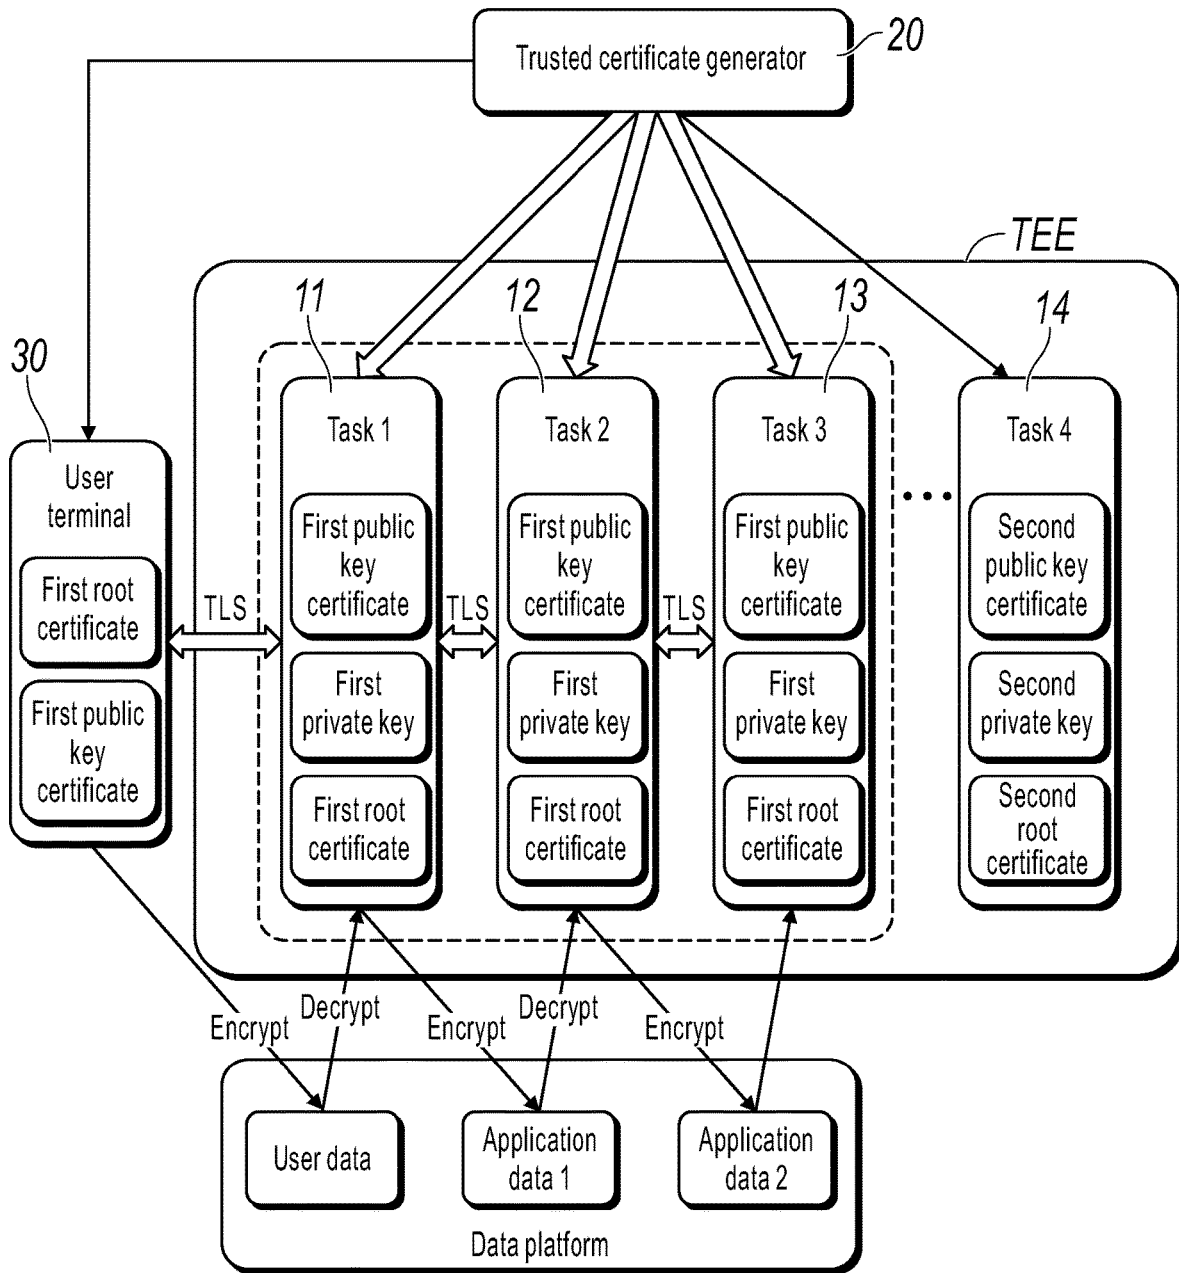 20
Trusted certificate generator
TEE
11
12
13
14
30
Task 1
Task 2
Task 3
Task 4
User
terminal
First root
certificate
First public
key
certificate
TLS
First public
key
certificate
First
private key
First root
certificate
TLS
First public
key
certificate
First
private key
First root
certificate
TLS
First public
key
certificate
First
private key
First root
certificate
Second
public key
certificate
Second
private key
Second
root
certificate
Encrypt
Decrypt
Encrypt
Decrypt
Encrypt
User data
Application
data 1
Application
data 2
Data platform